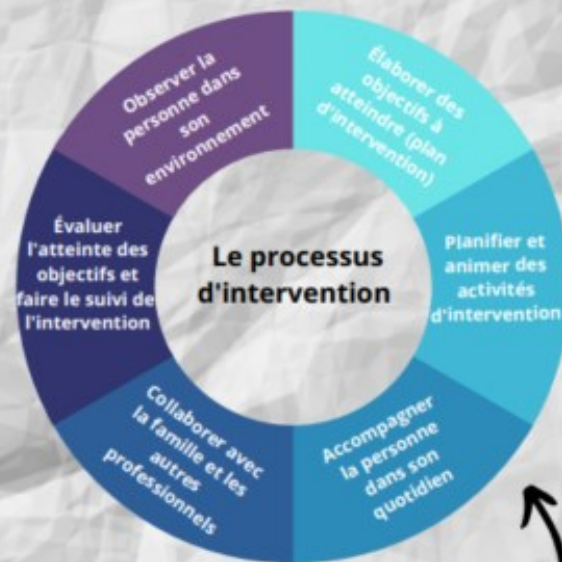 Le processus
d'intervention
Observer la
personne dans
son
environnement
Élaborer des
objectifs à
atteindre (plan
d'intervention)
Planifier et
animer des
activités
d'intervention
Accompagner
la personne
dans son
quotidien
Collaborer avec
la famille et les
autres
professionnels
Évaluer
l'atteinte des
objectifs et
faire le suivi de
l'intervention